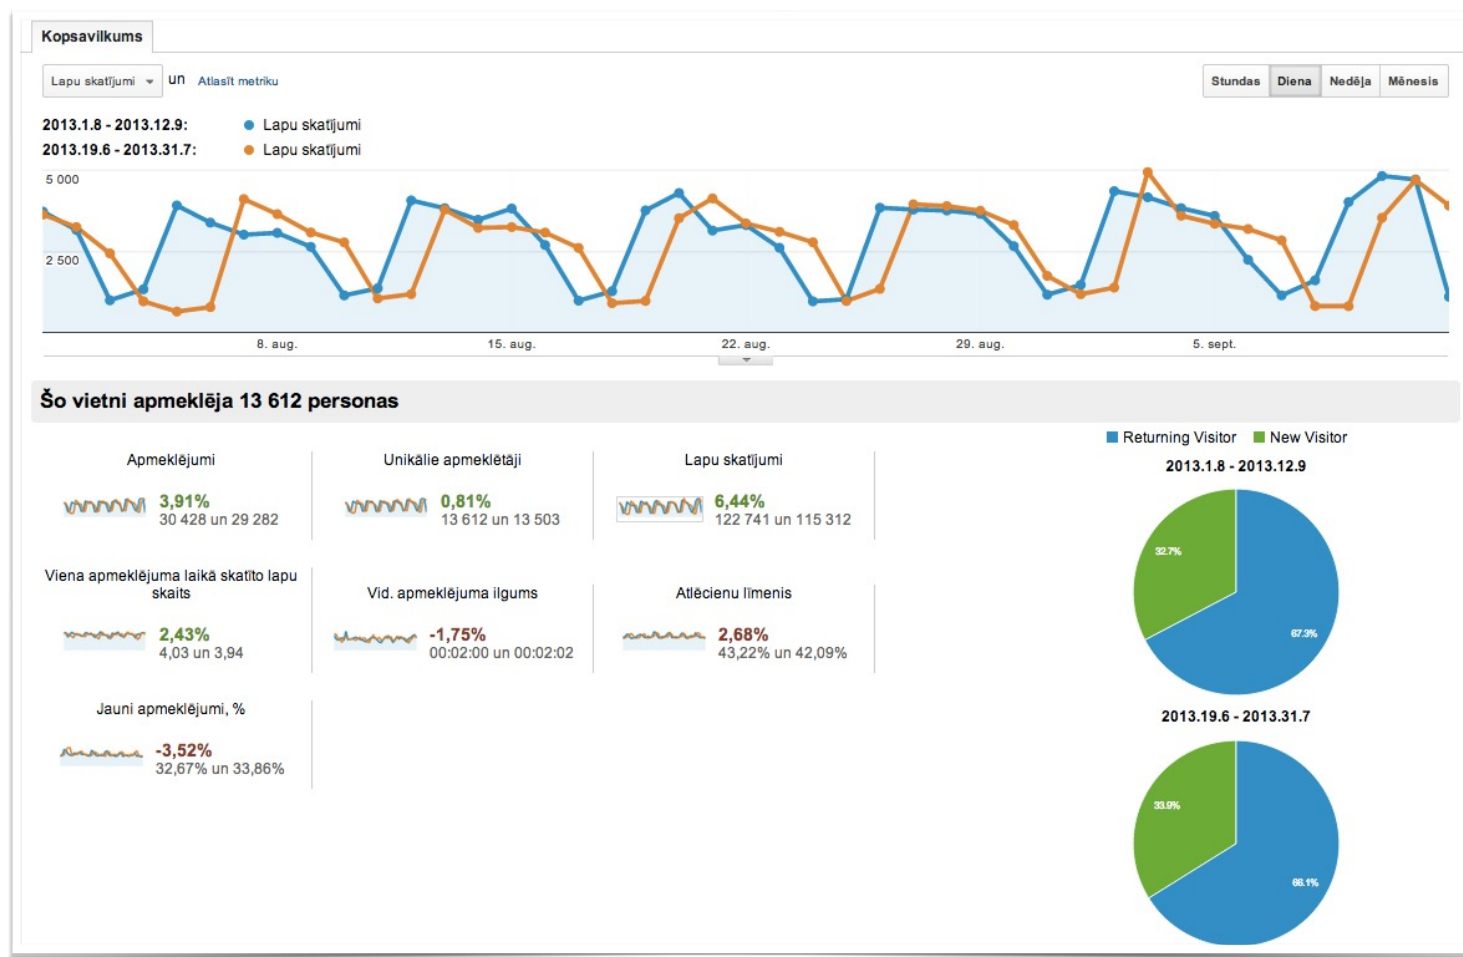 Kopsavilkums
Lapu skatījumi un Atlasīt metriku
Stundas Diena Nedēļa Mēnesis
2013.1.8 - 2013.12.9: Lapu skatījumi
2013.19.6 - 2013.31.7: Lapu skatījumi
5 000
2 500
8. aug. 15. aug. 22. aug. 29. aug. 5. sept.
Šo vietni apmeklēja 13 612 personas
Apmeklējumi
3,91%
30 428 un 29 282
Unikālie apmeklētāji
0,81%
13 612 un 13 503
Lapu skatījumi
6,44%
122 741 un 115 312
Viena apmeklējuma laikā skatīto lapu
skaits
2,43%
4,03 un 3,94
Vid. apmeklējuma ilgums
-1,75%
00:02:00 un 00:02:02
Atlēcienu līmenis
2,68%
43,22% un 42,09%
Jauni apmeklējumi, %
-3,52%
32,67% un 33,86%
Returning Visitor New Visitor
2013.1.8 - 2013.12.9
32.7%
67.3%
2013.19.6 - 2013.31.7
33.9%
66.1%